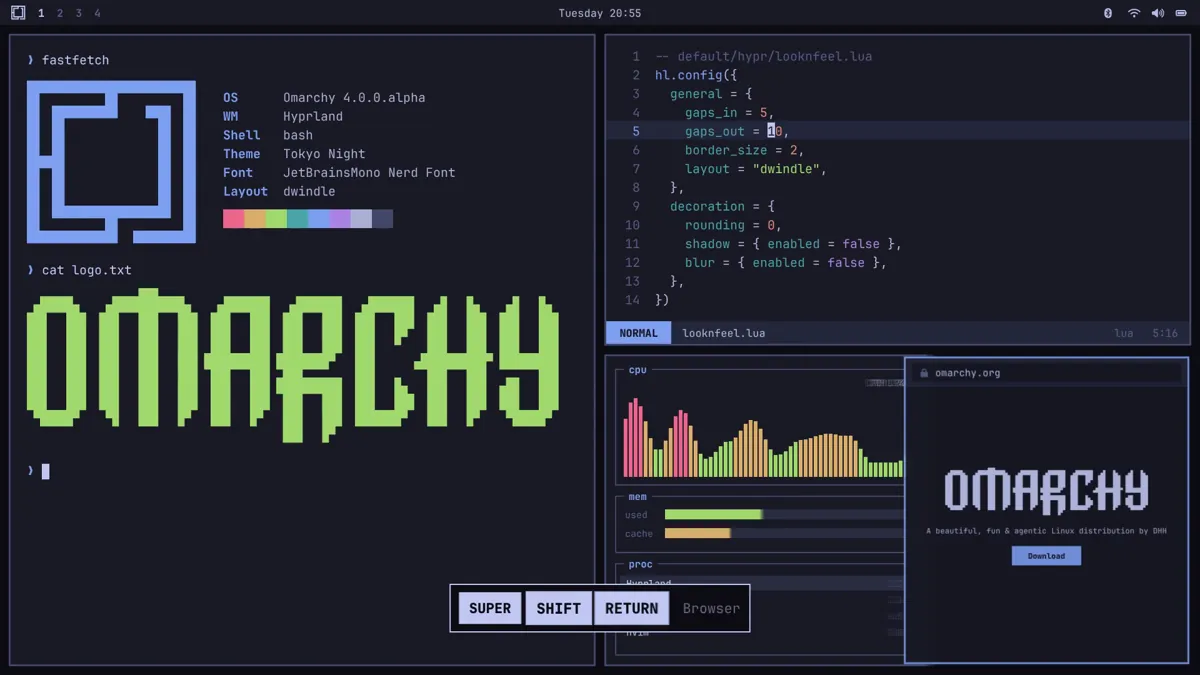 1 2 3 4
Tuesday 20:55
❯ fastfetch
OS Omarchy 4.0.0.alpha
WM Hyprland
Shell bash
Theme Tokyo Night
Font JetBrainsMono Nerd Font
Layout dwindle
❯ cat logo.txt
OMARCHY
❯
1 -- default/hypr/looknfeel.lua
2 hl.config({
3 general = {
4 gaps_in = 5,
5 gaps_out = 10,
6 border_size = 2,
7 layout = "dwindle",
8 },
9 decoration = {
10 rounding = 0,
11 shadow = { enabled = false },
12 blur = { enabled = false },
13 },
14 })
NORMAL looknfeel.lua lua 5:16
cpu
mem
used
cache
proc
Hyprland
nvim
omarchy.org
OMARCHY
A beautiful, fun & agentic Linux distribution by DHH
Download
SUPER SHIFT RETURN Browser